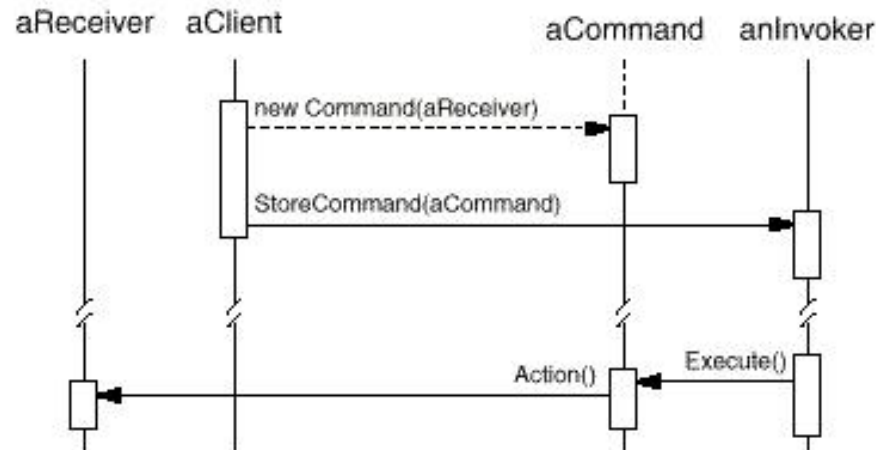 aReceiver aClient aCommand anInvoker
new Command(aReceiver)
StoreCommand(aCommand)
Execute()
Action()